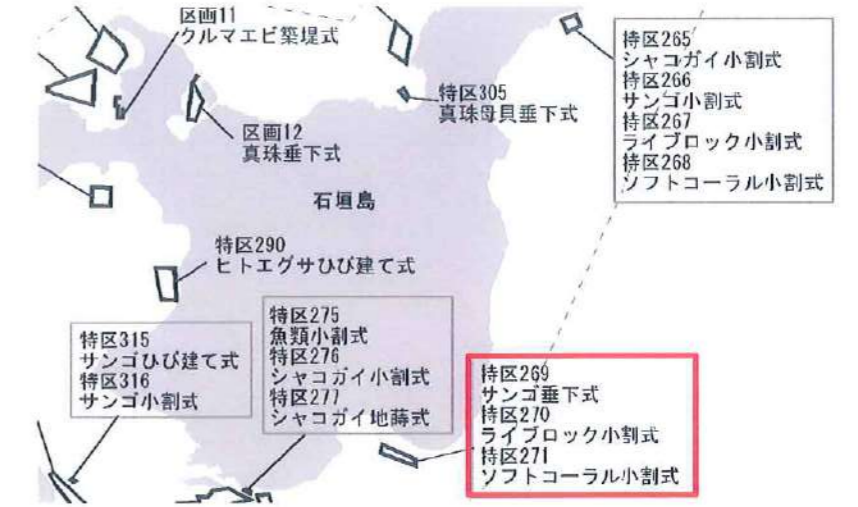 区画11
クルマエビ築堤式
区画12
真珠垂下式
特区305
真珠母貝垂下式
特区265
シャコガイ小割式
特区266
サンゴ小割式
特区267
ライブロック小割式
特区268
ソフトコーラル小割式
石垣島
特区290
ヒトエグサひび建て式
特区315
サンゴひび建て式
特区316
サンゴ小割式
特区275
魚類小割式
特区276
シャコガイ小割式
特区277
シャコガイ地蒔式
特区269
サンゴ垂下式
特区270
ライブロック小割式
特区271
ソフトコーラル小割式